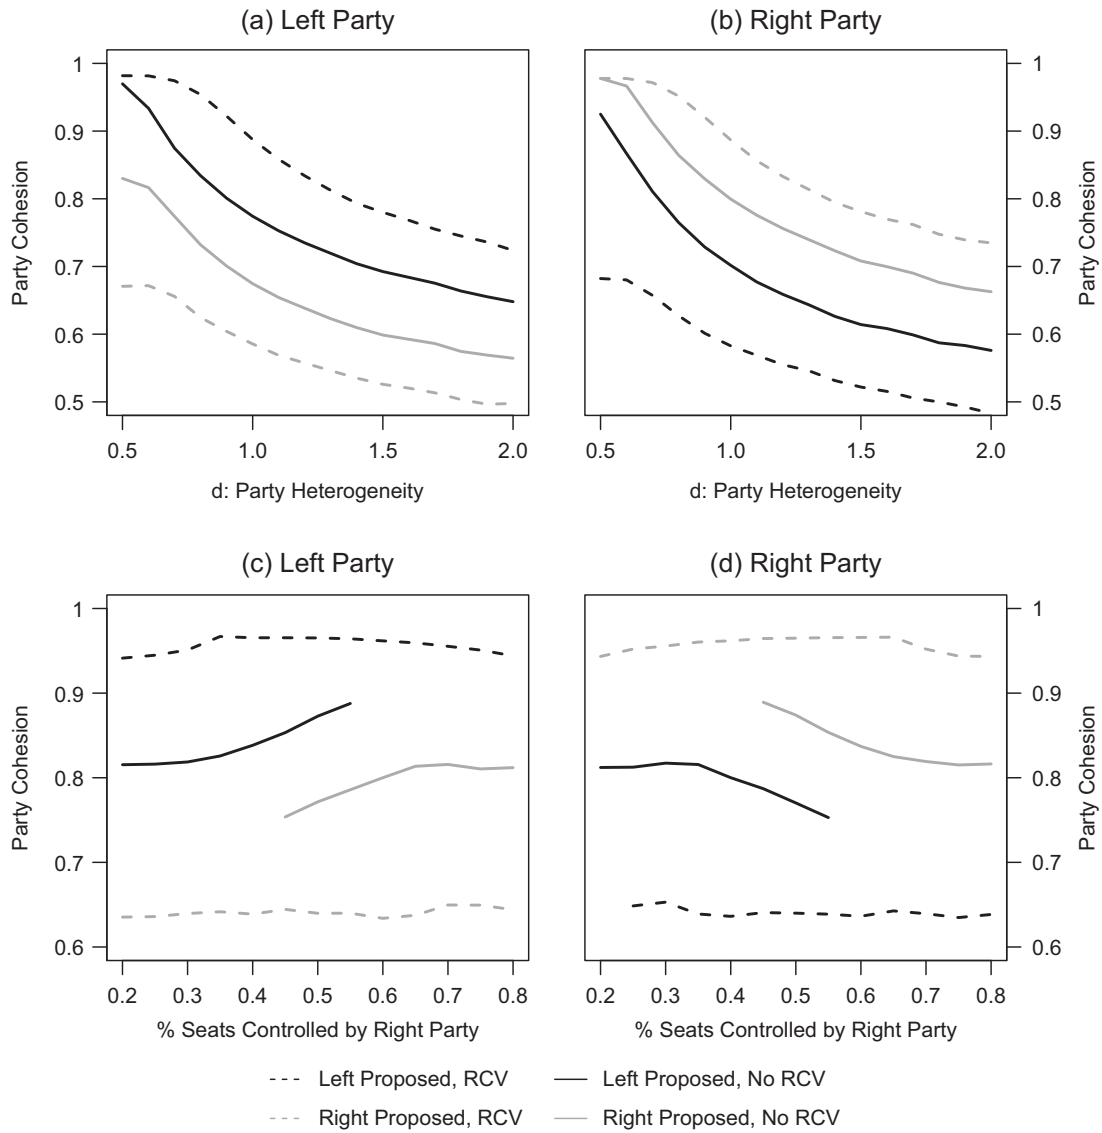 (a) Left Party
(b) Right Party
1
0.9
0.8
0.7
0.6
0.5
Party Cohesion
0.5
1.0
1.5
2.0
d: Party Heterogeneity
1
0.9
0.8
0.7
0.6
0.5
Party Cohesion
0.5
1.0
1.5
2.0
d: Party Heterogeneity
(c) Left Party
(d) Right Party
1
0.9
0.8
0.7
0.6
Party Cohesion
0.2
0.3
0.4
0.5
0.6
0.7
0.8
% Seats Controlled by Right Party
1
0.9
0.8
0.7
0.6
Party Cohesion
0.2
0.3
0.4
0.5
0.6
0.7
0.8
% Seats Controlled by Right Party
Left Proposed, RCV
Left Proposed, No RCV
Right Proposed, RCV
Right Proposed, No RCV